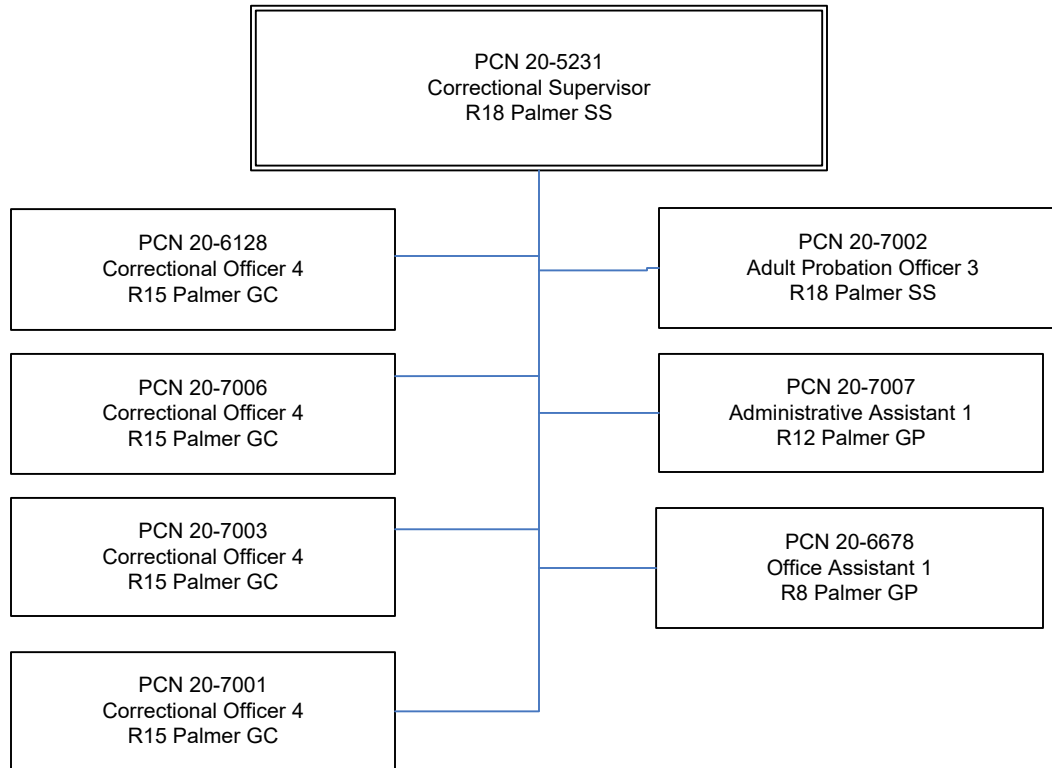 PCN 20-5231
Correctional Supervisor
R18 Palmer SS
PCN 20-6128
Correctional Officer 4
R15 Palmer GC
PCN 20-7002
Adult Probation Officer 3
R18 Palmer SS
PCN 20-7006
Correctional Officer 4
R15 Palmer GC
PCN 20-7007
Administrative Assistant 1
R12 Palmer GP
PCN 20-7003
Correctional Officer 4
R15 Palmer GC
PCN 20-6678
Office Assistant 1
R8 Palmer GP
PCN 20-7001
Correctional Officer 4
R15 Palmer GC